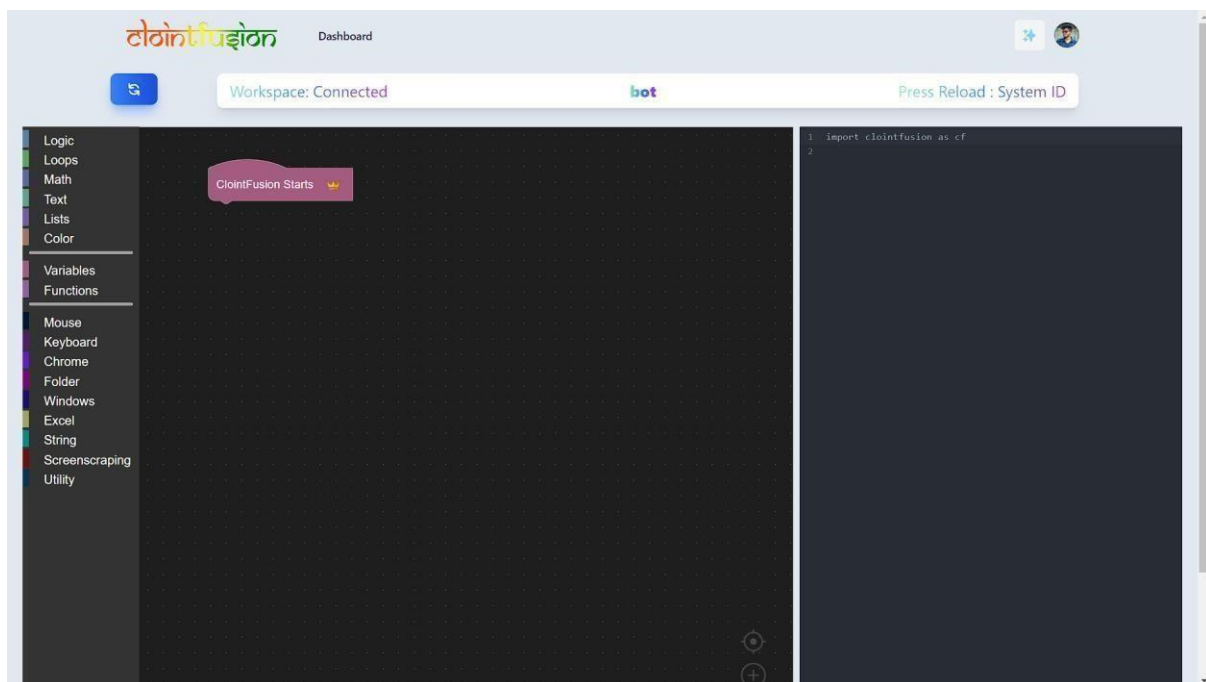 clointfusion
Dashboard
Workspace: Connected
bot
Press Reload : System ID
Logic
Loops
Math
Text
Lists
Color
Variables
Functions
Mouse
Keyboard
Chrome
Folder
Windows
Excel
String
Screenscraping
Utility
ClointFusion Starts
1 import clointfusion as cf
2